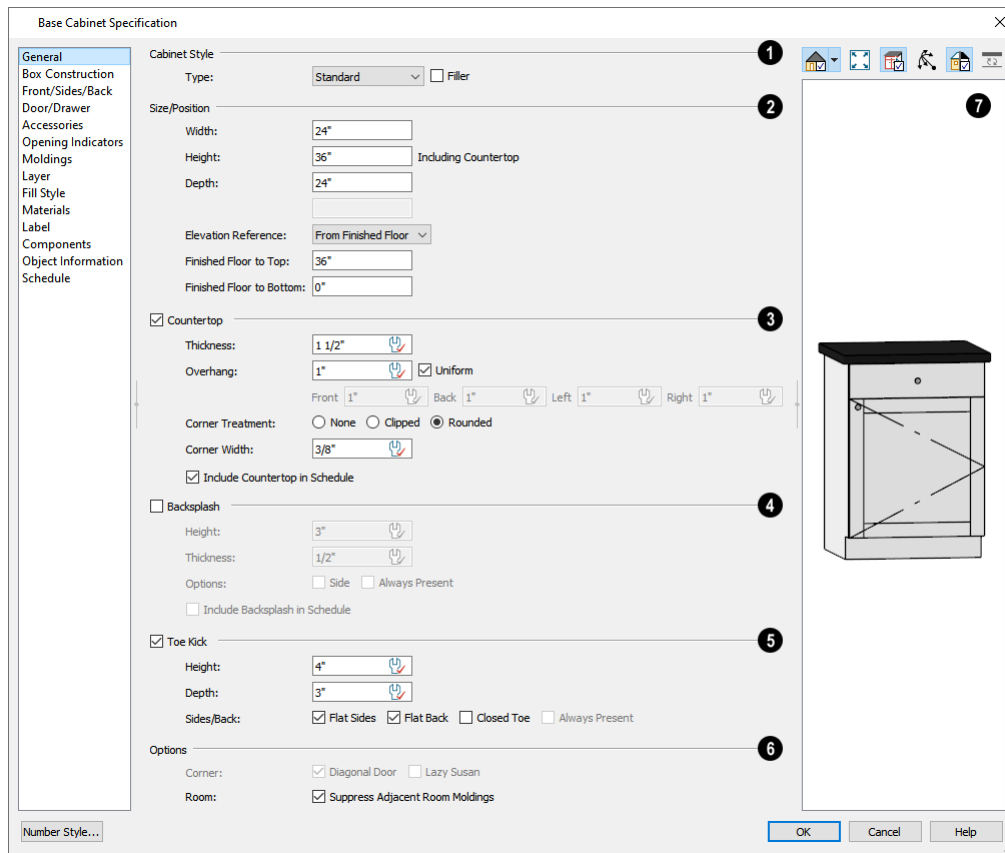 Base Cabinet Specification
General
Box Construction
Front/Sides/Back
Door/Drawer
Accessories
Opening Indicators
Moldings
Layer
Fill Style
Materials
Label
Components
Object Information
Schedule
Cabinet Style 1
Type: Standard Filler
Size/Position 2
Width: 24"
Height: 36" Including Countertop
Depth: 24"
Elevation Reference: From Finished Floor
Finished Floor to Top: 36"
Finished Floor to Bottom: 0"
Countertop 3
Thickness: 1 1/2"
Overhang: 1" Uniform
Front 1" Back 1" Left 1" Right 1"
Corner Treatment: None Clipped Rounded
Corner Width: 3/8"
Include Countertop in Schedule
Backsplash 4
Height: 3"
Thickness: 1/2"
Options: Side Always Present
Include Backsplash in Schedule
Toe Kick 5
Height: 4"
Depth: 3"
Sides/Back: Flat Sides Flat Back Closed Toe Always Present
Options 6
Corner: Diagonal Door Lazy Susan
Room: Suppress Adjacent Room Moldings
7
Number Style... OK Cancel Help